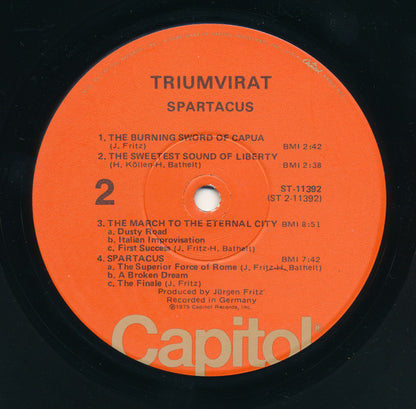 TRIUMVIRAT
SPARTACUS
1. THE BURNING SWORD OF CAPUA
(J. Fritz) BMI 2:42
2. THE SWEETEST SOUND OF LIBERTY
(H. Köllen-H. Bathelt) BMI 2:38
2
ST-11392
(ST 2-11392)
3. THE MARCH TO THE ETERNAL CITY BMI 8:51
a. Dusty Road
b. Italian Improvisation
c. First Success (J. Fritz-H. Bathelt)
4. SPARTACUS BMI 7:42
a. The Superior Force of Rome (J. Fritz-H. Bathelt)
b. A Broken Dream
c. The Finale (J. Fritz)
Produced by Jürgen Fritz
Recorded in Germany
℗1975 Capitol Records, Inc.
Capitol